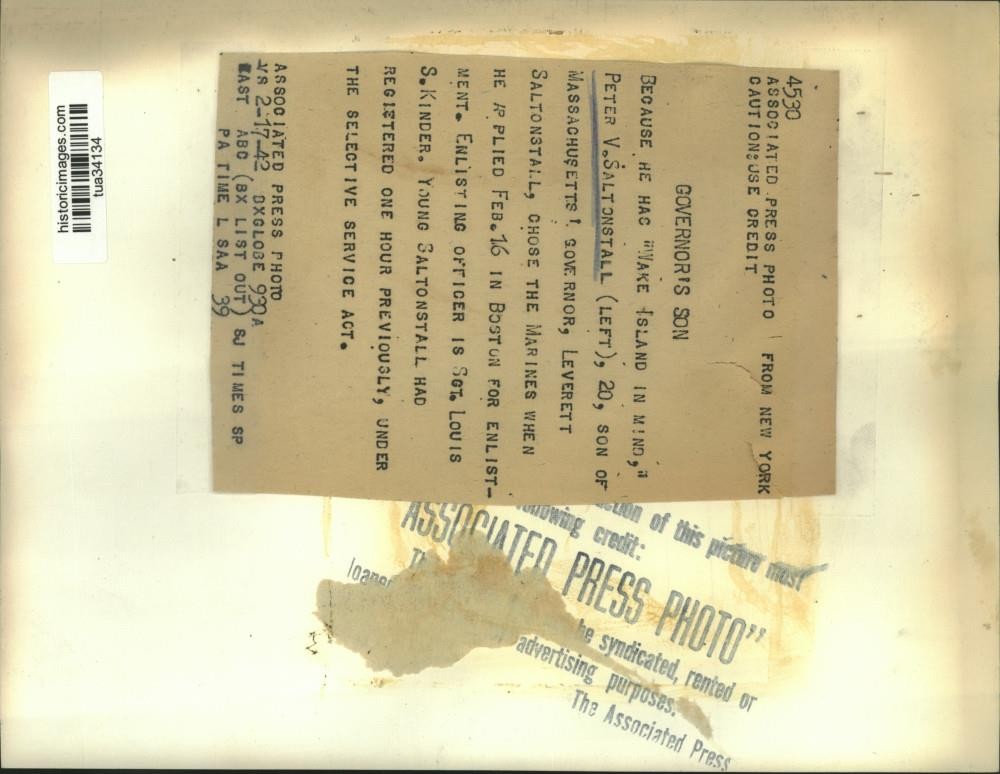 4530
ASSOCIATED PRESS PHOTO FROM NEW YORK
CAUTION: USE CREDIT
GOVERNOR'S SON
BECAUSE HE HAS "WAKE ISLAND IN MIND,"
PETER V. SALTONSTALL (LEFT), 20, SON OF
MASSACHUSETTS' GOVERNOR, LEVERETT
SALTONSTALL, CHOSE THE MARINES WHEN
HE APPLIED FEB. 16 IN BOSTON FOR ENLIST-
MENT. ENLISTING OFFICER IS SGT. LOUIS
S. KINDER. YOUNG SALTONSTALL HAD
REGISTERED ONE HOUR PREVIOUSLY, UNDER
THE SELECTIVE SERVICE ACT.
ASSOCIATED PRESS PHOTO
2-17-42 BXGLOBE 930A
EAST ABC (BX LIST OUT) SJ TIMES SP
PA TIME L SAA 39
of this picture must
following credit:
ASSOCIATED PRESS PHOTO"
be syndicated, rented or
advertising purposes.
The Associated Press
historicimages.com
tua34134